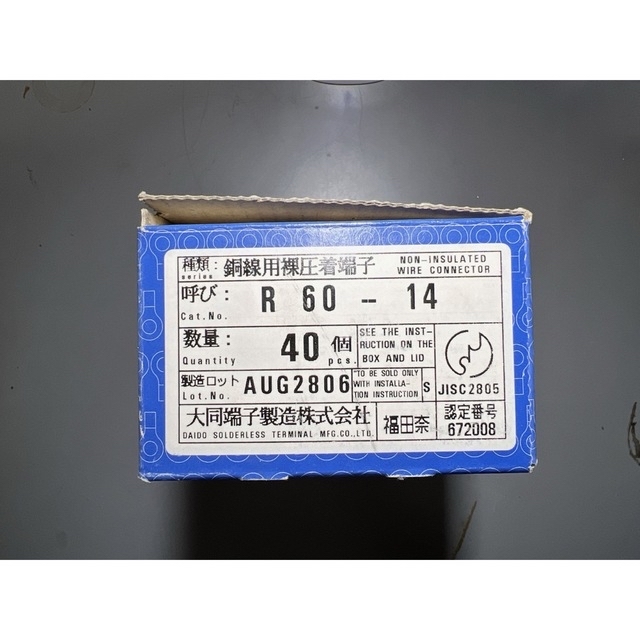 種類: 銅線用裸圧着端子 NON-INSULATED
series WIRE CONNECTOR
呼び: R 60 - 14
Cat.No.
数量: 40 個
Quantity pcs.
SEE THE INST-
RUCTION ON THE
BOX AND LID
製造ロット AUG2806
Lot.No.
"TO BE SOLD ONLY
WITH INSTALLA-
TION INSTRUCTION" S
JISC2805
大同端子製造株式会社
DAIDO SOLDERLESS TERMINAL MFG.CO.,LTD.
福田奈
認定番号
672008